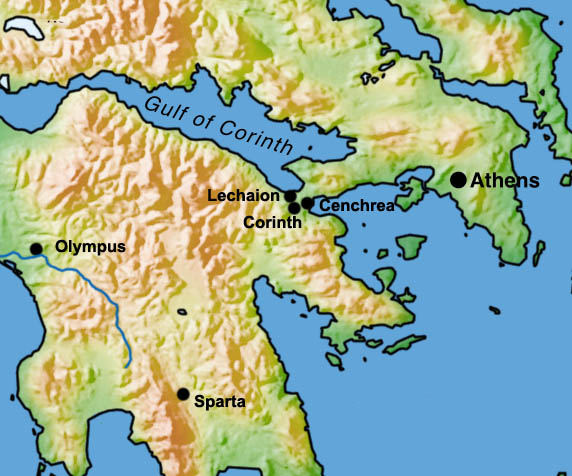 Gulf of Corinth
Athens
Lechaion
Cenchrea
Corinth
Olympus
Sparta